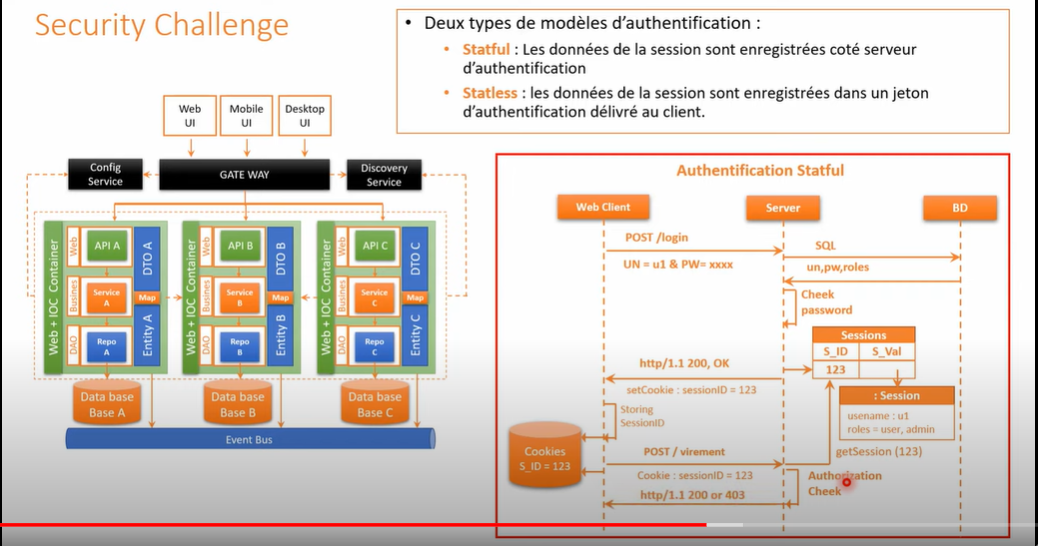 Security Challenge
• Deux types de modèles d'authentification :
• Statful : Les données de la session sont enregistrées coté serveur
d'authentification
• Statless : les données de la session sont enregistrées dans un jeton
d'authentification délivré au client.
Web
UI
Mobile
UI
Desktop
UI
Config
Service
GATE WAY
Discovery
Service
Web + IOC Container
Web
API A
DTO A
Busines
Service
A
Map
DAO
Repo
A
Entity A
Web + IOC Container
Web
API B
DTO B
Busines
Service
B
Map
DAO
Repo
B
Entity B
Web + IOC Container
Web
API C
DTO C
Busines
Service
C
Map
DAO
Repo
C
Entity C
Data base
Base A
Data base
Base B
Data base
Base C
Event Bus
Authentification Statful
Web Client
Server
BD
POST /login
UN = u1 & PW= xxxx
SQL
un,pw,roles
Cheek
password
Sessions
S_ID
S_Val
123
http/1.1 200, OK
setCookie : sessionID = 123
: Session
usename : u1
roles = user, admin
Storing
SessionID
getSession (123)
Cookies
S_ID = 123
POST / virement
Cookie : sessionID = 123
Authorization
Cheek
http/1.1 200 or 403